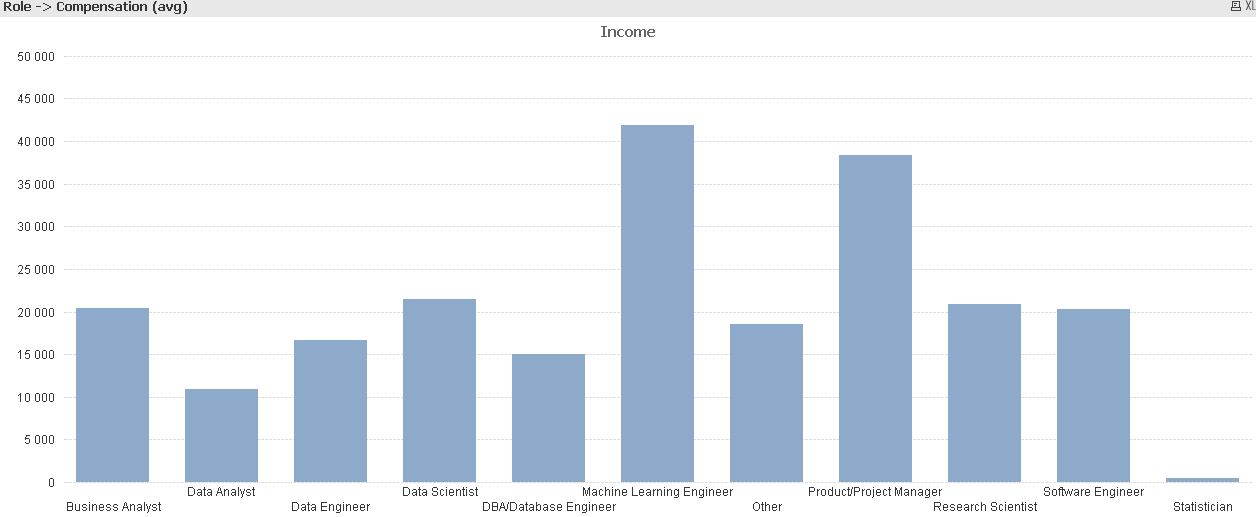 Role -> Compensation (avg)
XL
Income
50 000
45 000
40 000
35 000
30 000
25 000
20 000
15 000
10 000
5 000
0
Data Analyst Data Scientist Machine Learning Engineer Product/Project Manager Software Engineer
Business Analyst Data Engineer DBA/Database Engineer Other Research Scientist Statistician